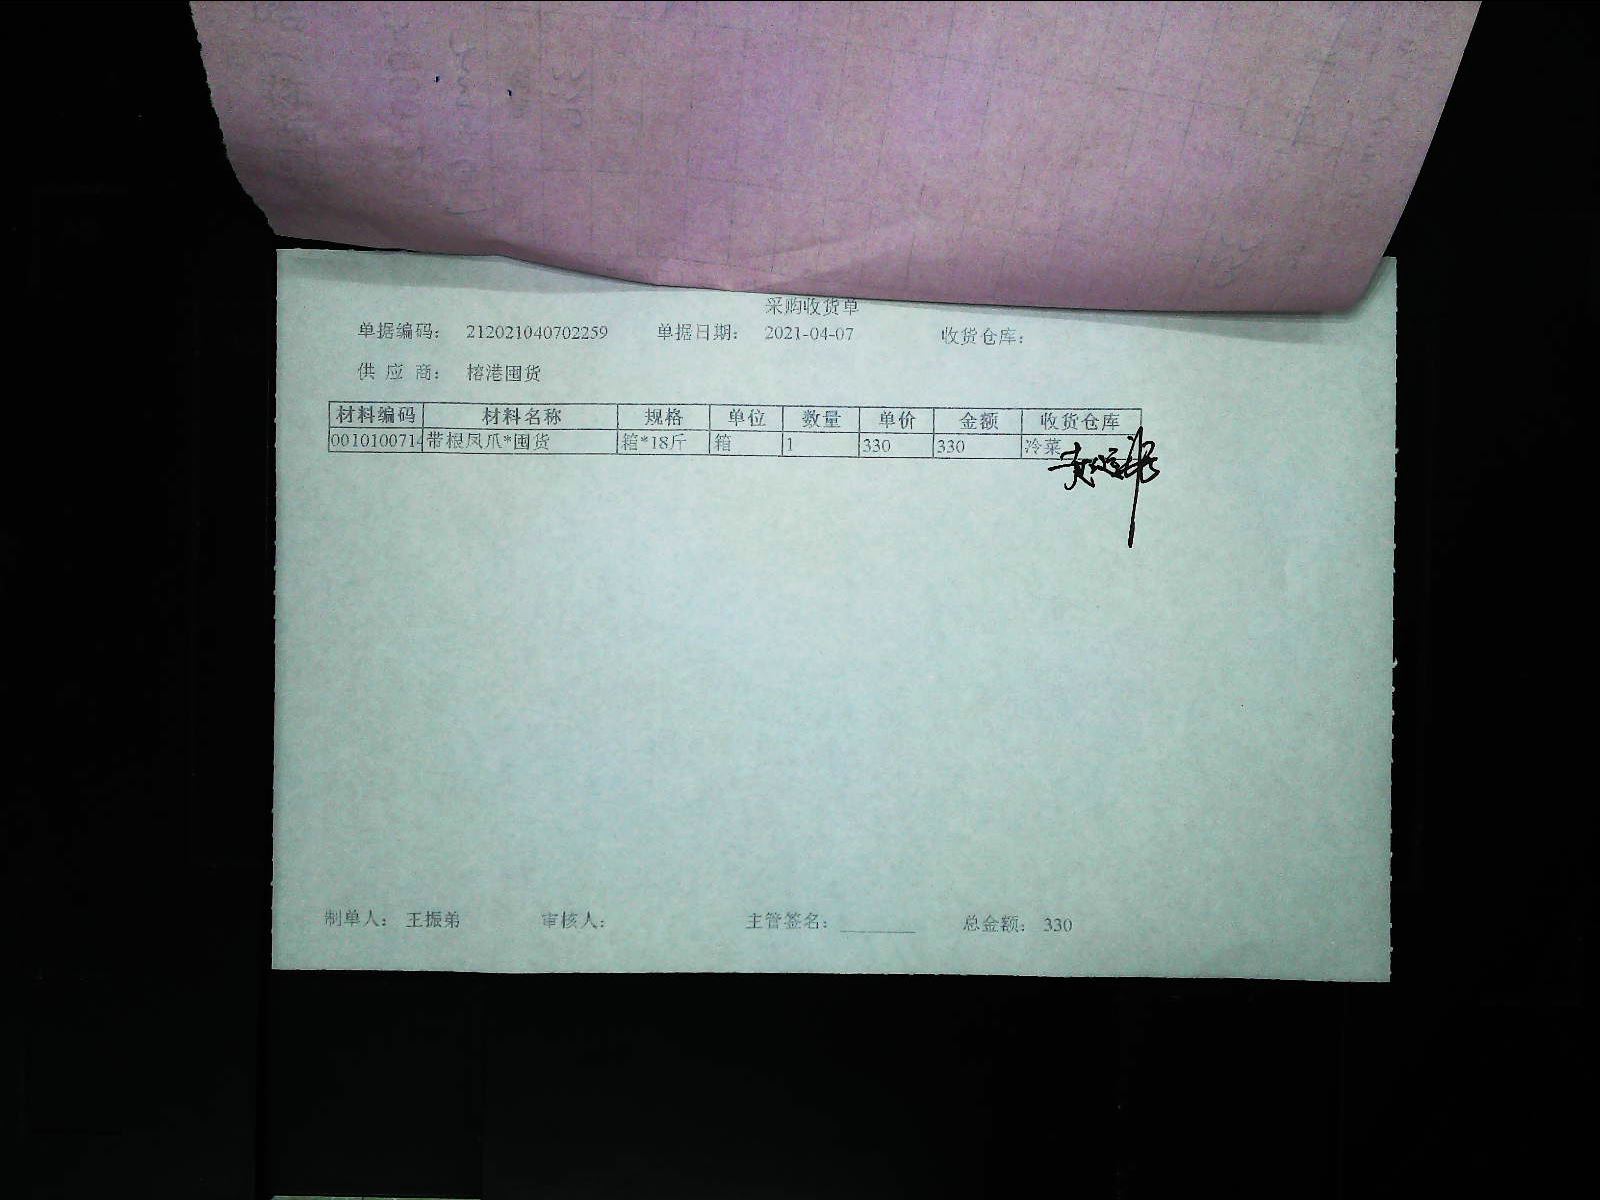 采购收货单
单据编码： 212021040702259 单据日期： 2021-04-07 收货仓库：
供应商： 榕港囤货
材料编码 材料名称 规格 单位 数量 单价 金额 收货仓库
0010100714 带根凤爪*囤货 箱*18斤 箱 1 330 330 冷菜
制单人： 王振弟 审核人： 主管签名： 总金额： 330